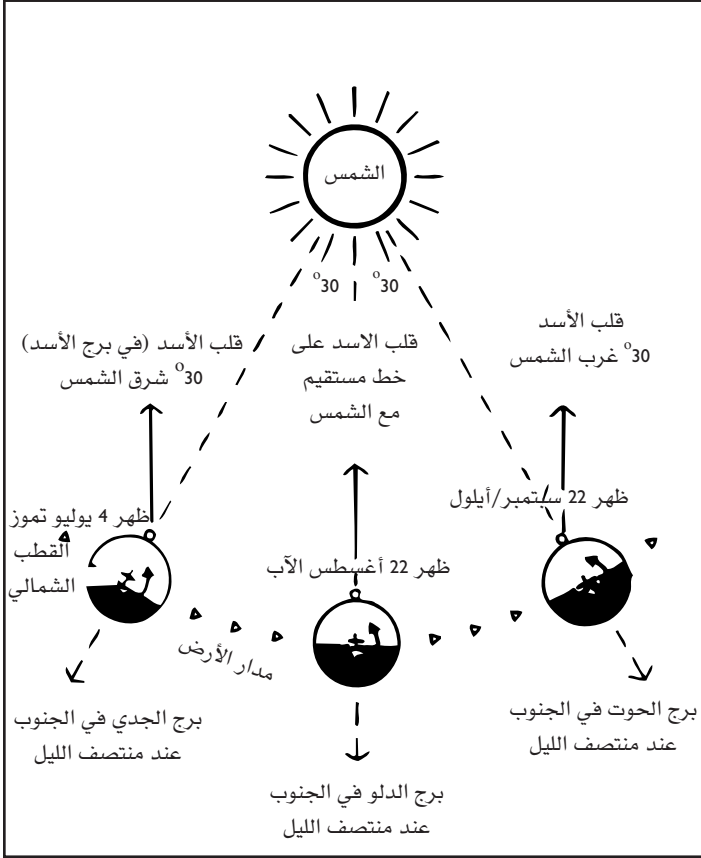 الشمس
°30
°30
قلب الأسد
°30 غرب الشمس
قلب الاسد على
خط مستقيم
مع الشمس
قلب الأسد (في برج الأسد)
°30 شرق الشمس
ظهر 22 سبتمبر/أيلول
ظهر 22 أغسطس الآب
ظهر 4 يوليو تموز
القطب
الشمالي
مدار الأرض
برج الحوت في الجنوب
عند منتصف الليل
برج الدلو في الجنوب
عند منتصف الليل
برج الجدي في الجنوب
عند منتصف الليل